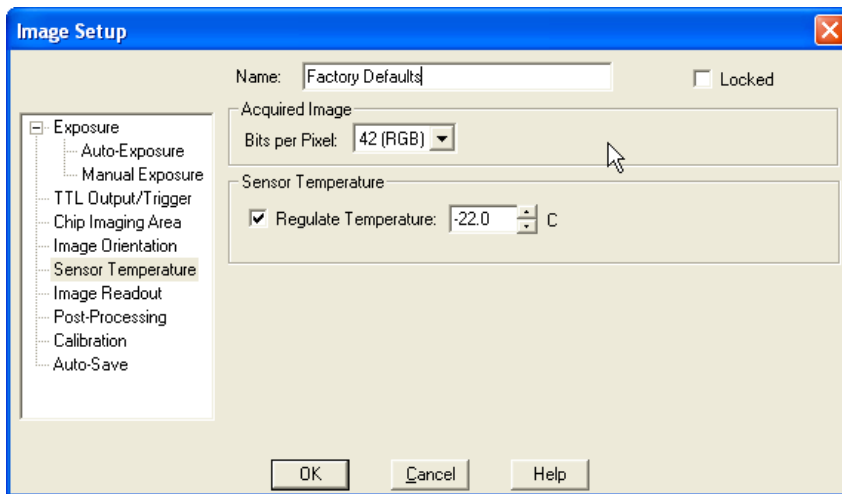 Image Setup
Name: Factory Defaults
Locked
Exposure
Auto-Exposure
Manual Exposure
TTL Output/Trigger
Chip Imaging Area
Image Orientation
Sensor Temperature
Image Readout
Post-Processing
Calibration
Auto-Save
Acquired Image
Bits per Pixel: 42 (RGB)
Sensor Temperature
Regulate Temperature: -22.0 C
OK
Cancel
Help